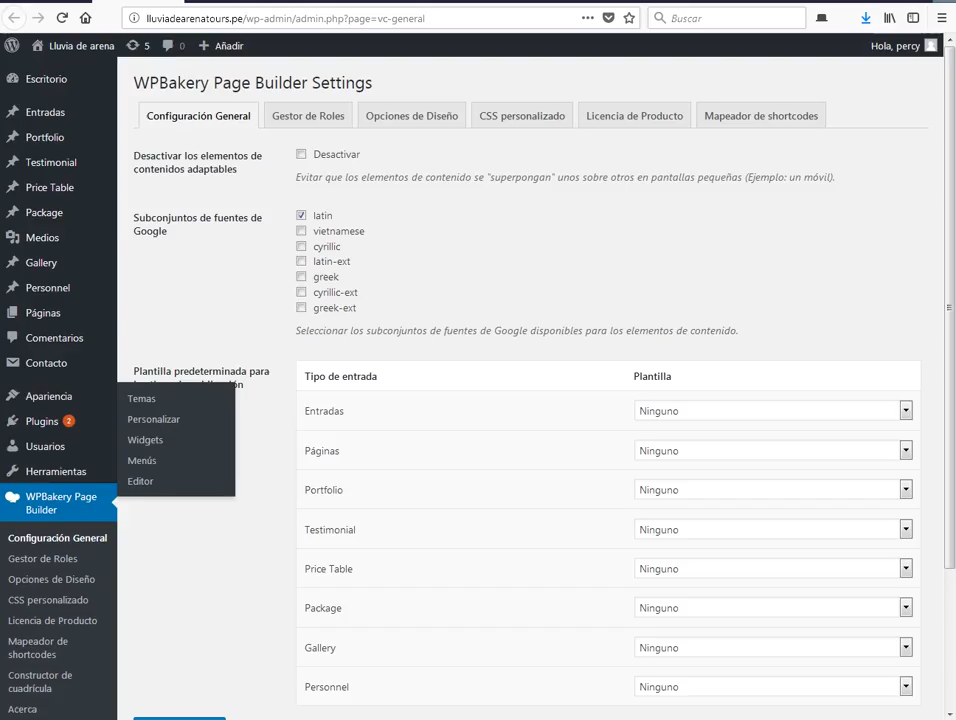 lluviadearenatours.pe/wp-admin/admin.php?page=vc-general
Buscar
Lluvia de arena
5
0
Añadir
Hola, percy
Escritorio
Entradas
Portfolio
Testimonial
Price Table
Package
Medios
Gallery
Personnel
Páginas
Comentarios
Contacto
Apariencia
Plugins 2
Usuarios
Herramientas
WPBakery Page
Builder
Configuración General
Gestor de Roles
Opciones de Diseño
CSS personalizado
Licencia de Producto
Mapeador de
shortcodes
Constructor de
cuadrícula
Acerca
Temas
Personalizar
Widgets
Menús
Editor
WPBakery Page Builder Settings
Configuración General
Gestor de Roles
Opciones de Diseño
CSS personalizado
Licencia de Producto
Mapeador de shortcodes
Desactivar los elementos de
contenidos adaptables
Desactivar
Evitar que los elementos de contenido se "superpongan" unos sobre otros en pantallas pequeñas (Ejemplo: un móvil).
Subconjuntos de fuentes de
Google
latin
vietnamese
cyrillic
latin-ext
greek
cyrillic-ext
greek-ext
Seleccionar los subconjuntos de fuentes de Google disponibles para los elementos de contenido.
Plantilla predeterminada para
Tipo de entrada
Plantilla
Entradas
Ninguno
Páginas
Ninguno
Portfolio
Ninguno
Testimonial
Ninguno
Price Table
Ninguno
Package
Ninguno
Gallery
Ninguno
Personnel
Ninguno